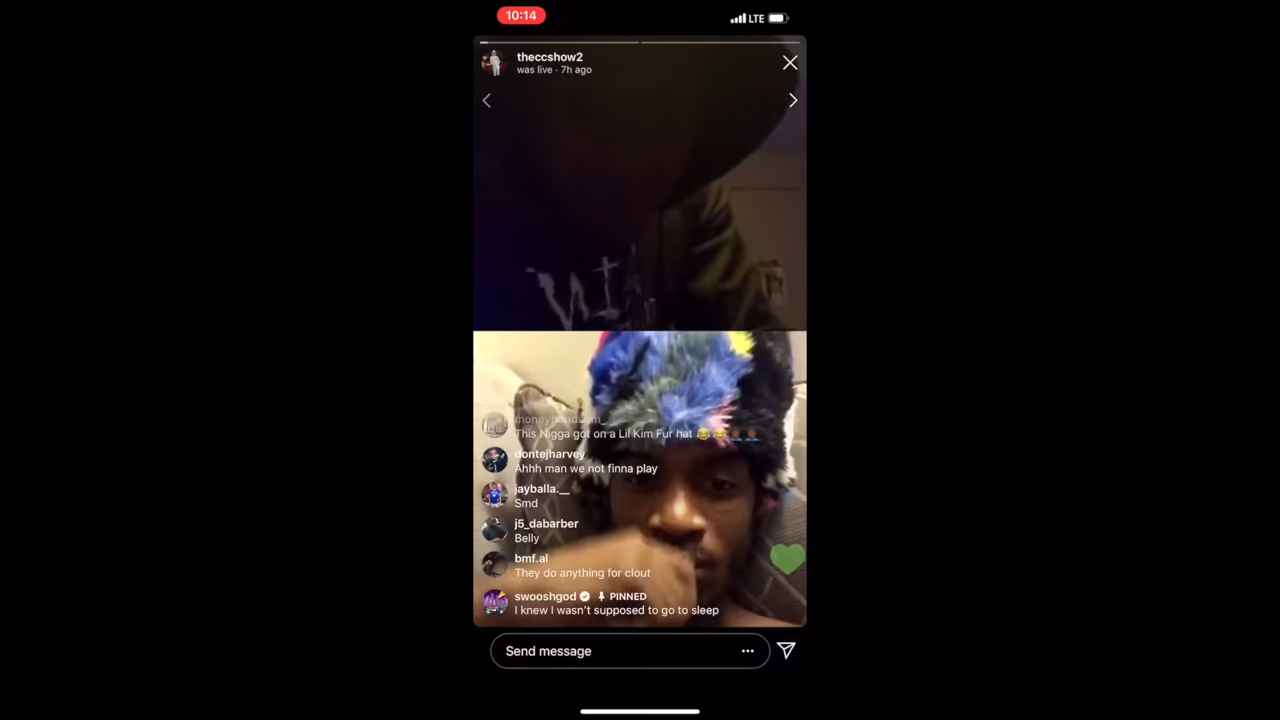 10:14
LTE
theccshow2
was live · 7h ago
moneyhandsom_
This Nigga got on a Lil Kim Fur hat 😂😂
dontejharvey
Ahhh man we not finna play
jayballa.__
Smd
j5_dabarber
Belly
bmf.al
They do anything for clout
swooshgod PINNED
I knew I wasn't supposed to go to sleep
Send message